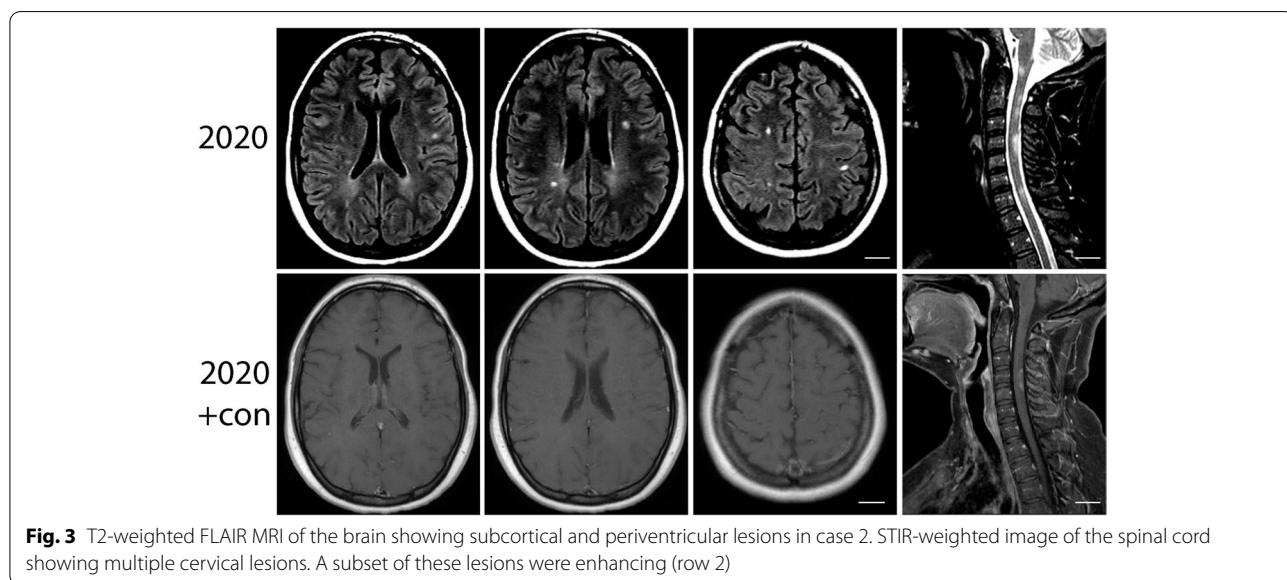 2020
2020
+con
Fig. 3 T2-weighted FLAIR MRI of the brain showing subcortical and periventricular lesions in case 2. STIR-weighted image of the spinal cord
showing multiple cervical lesions. A subset of these lesions were enhancing (row 2)